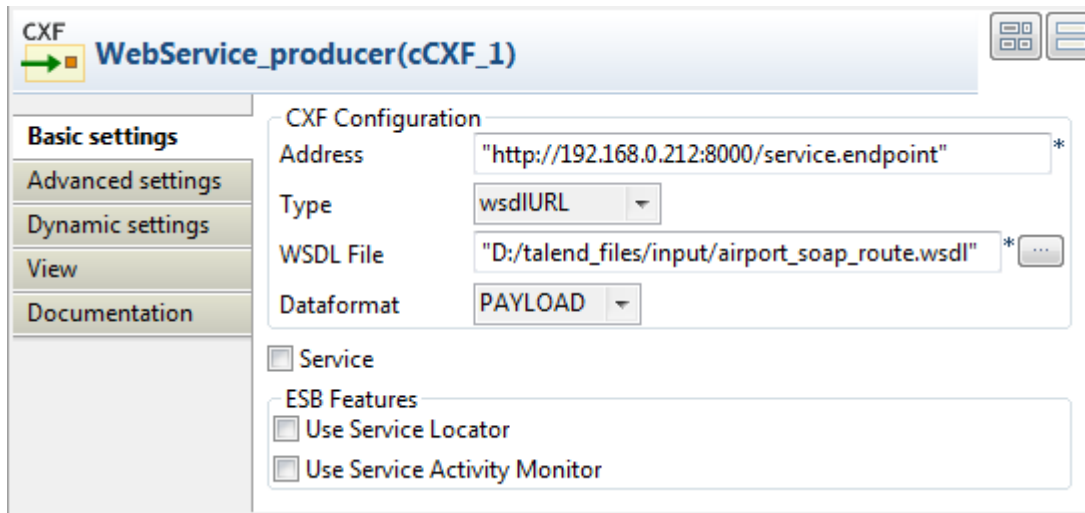 CXF
WebService_producer(cCXF_1)
Basic settings
Advanced settings
Dynamic settings
View
Documentation
CXF Configuration
Address "http://192.168.0.212:8000/service.endpoint" *
Type wsdlURL
WSDL File "D:/talend_files/input/airport_soap_route.wsdl" * ...
Dataformat PAYLOAD
Service
ESB Features
Use Service Locator
Use Service Activity Monitor